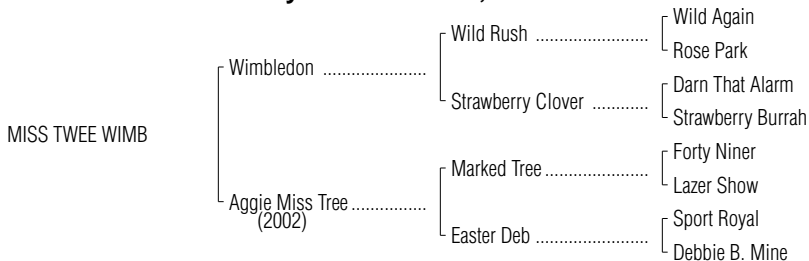 Wild Again
Wild Rush ........................
Rose Park
Wimbledon ......................
Darn That Alarm
Strawberry Clover ............
Strawberry Burrah
MISS TWEE WIMB
Forty Niner
Marked Tree ......................
Lazer Show
Aggie Miss Tree ................
(2002)
Sport Royal
Easter Deb ........................
Debbie B. Mine